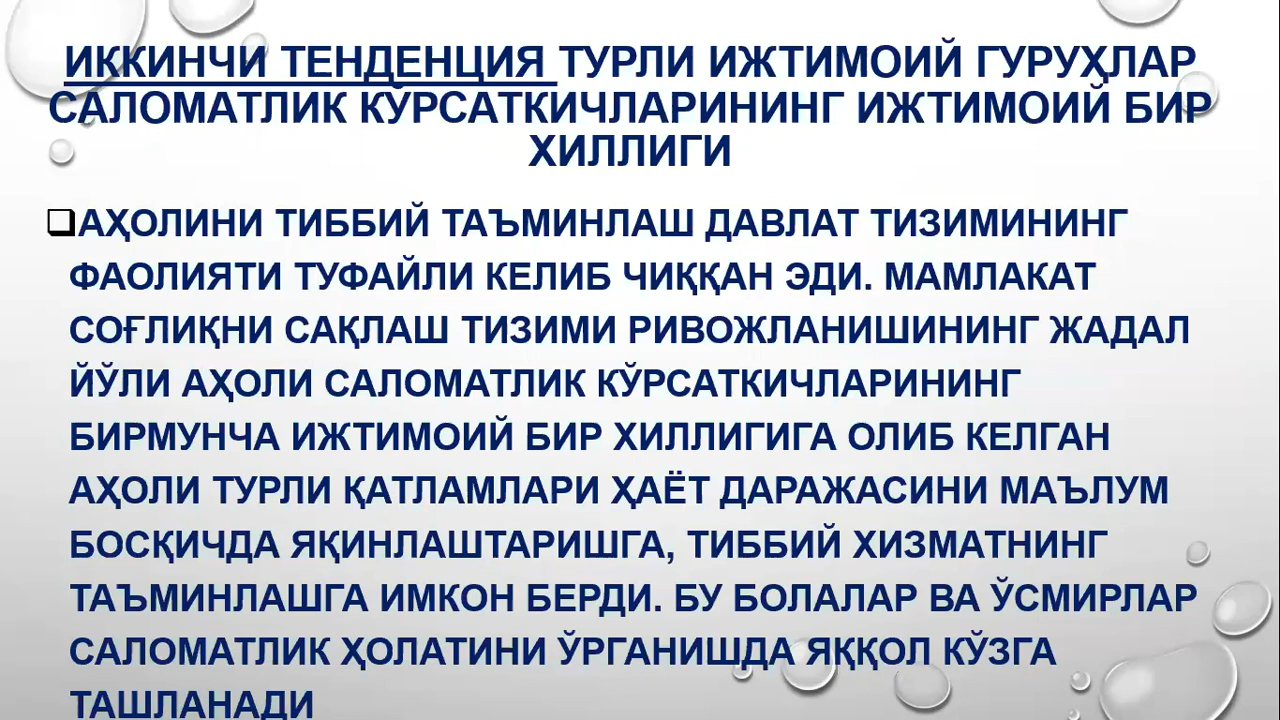 ИККИНЧИ ТЕНДЕНЦИЯ ТУРЛИ ИЖТИМОИЙ ГУРУҲЛАР
САЛОМАТЛИК КЎРСАТКИЧЛАРИНИНГ ИЖТИМОИЙ БИР
ХИЛЛИГИ
АҲОЛИНИ ТИББИЙ ТАЪМИНЛАШ ДАВЛАТ ТИЗИМИНИНГ
ФАОЛИЯТИ ТУФАЙЛИ КЕЛИБ ЧИҚҚАН ЭДИ. МАМЛАКАТ
СОҒЛИҚНИ САҚЛАШ ТИЗИМИ РИВОЖЛАНИШИНИНГ ЖАДАЛ
ЙЎЛИ АҲОЛИ САЛОМАТЛИК КЎРСАТКИЧЛАРИНИНГ
БИРМУНЧА ИЖТИМОИЙ БИР ХИЛЛИГИГА ОЛИБ КЕЛГАН
АҲОЛИ ТУРЛИ ҚАТЛАМЛАРИ ҲАЁТ ДАРАЖАСИНИ МАЪЛУМ
БОСҚИЧДА ЯҚИНЛАШТАРИШГА, ТИББИЙ ХИЗМАТНИНГ
ТАЪМИНЛАШГА ИМКОН БЕРДИ. БУ БОЛАЛАР ВА ЎСМИРЛАР
САЛОМАТЛИК ҲОЛАТИНИ ЎРГАНИШДА ЯҚҚОЛ КЎЗГА
ТАШЛАНАДИ